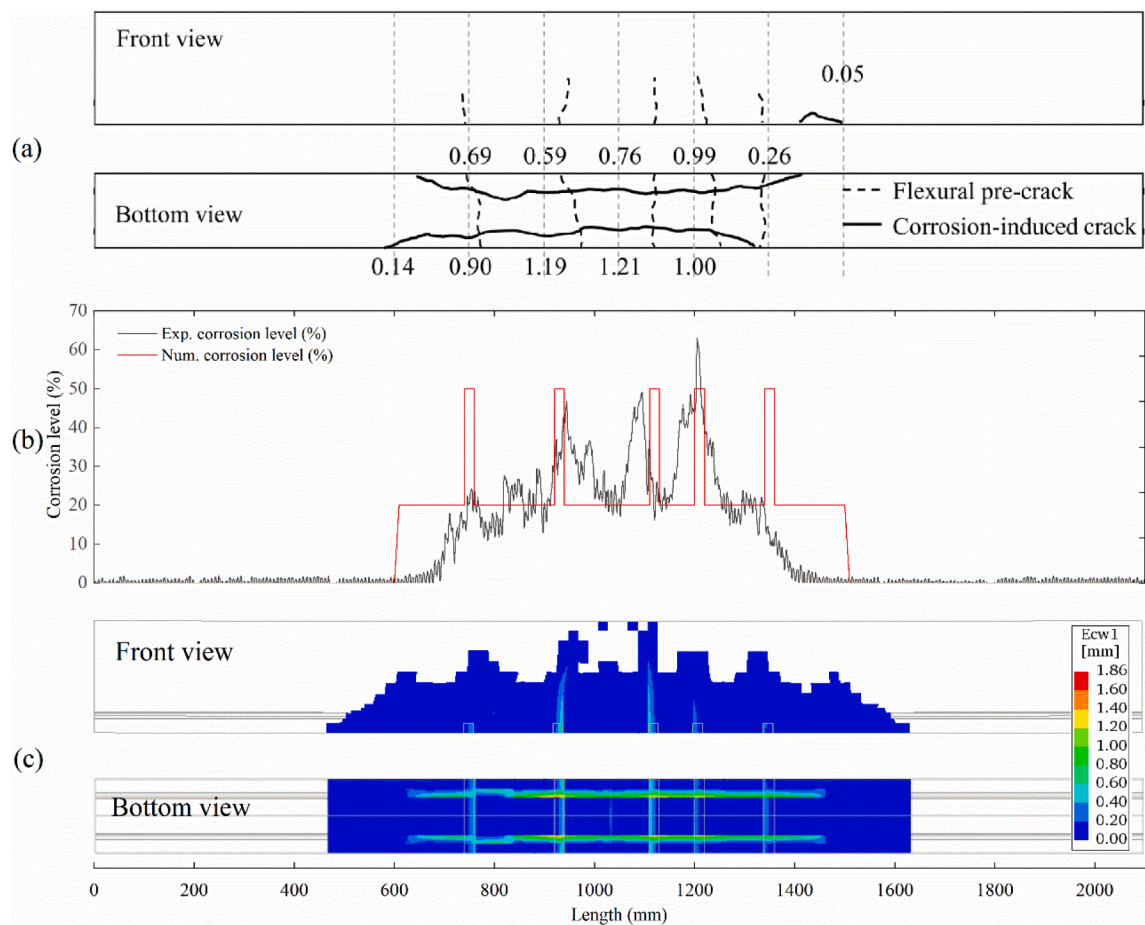 Front view
0.05
(a)
0.69 0.59 0.76 0.99 0.26
Bottom view
Flexural pre-crack
Corrosion-induced crack
0.14 0.90 1.19 1.21 1.00
(b)
Corrosion level (%)
70
60
50
40
30
20
10
0
Exp. corrosion level (%)
Num. corrosion level (%)
(c)
Front view
Bottom view
Ecw1
[mm]
1.86
1.60
1.40
1.20
1.00
0.80
0.60
0.40
0.20
0.00
0 200 400 600 800 1000 1200 1400 1600 1800 2000
Length (mm)